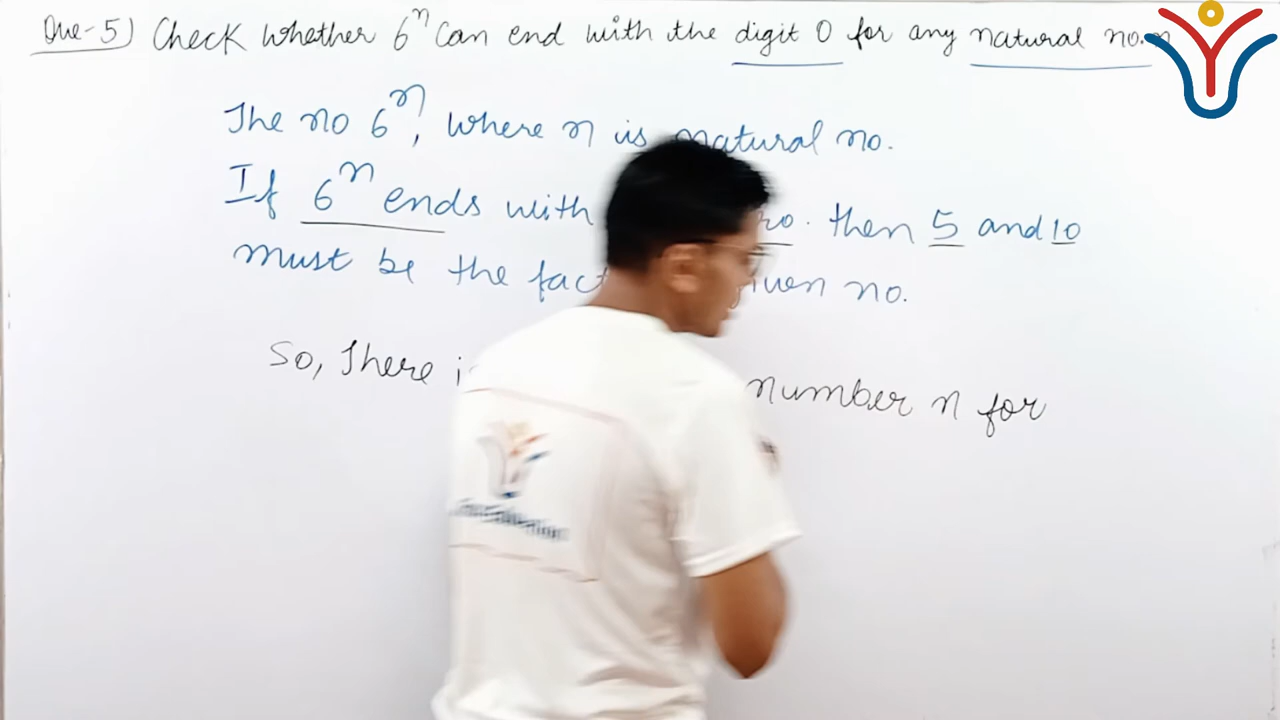 Que-5) Check whether 6ⁿ can end with the digit 0 for any natural no. n
The no 6ⁿ, where n is natural no.
If 6ⁿ ends with then 5 and 10
must be the no.
So, There number n for